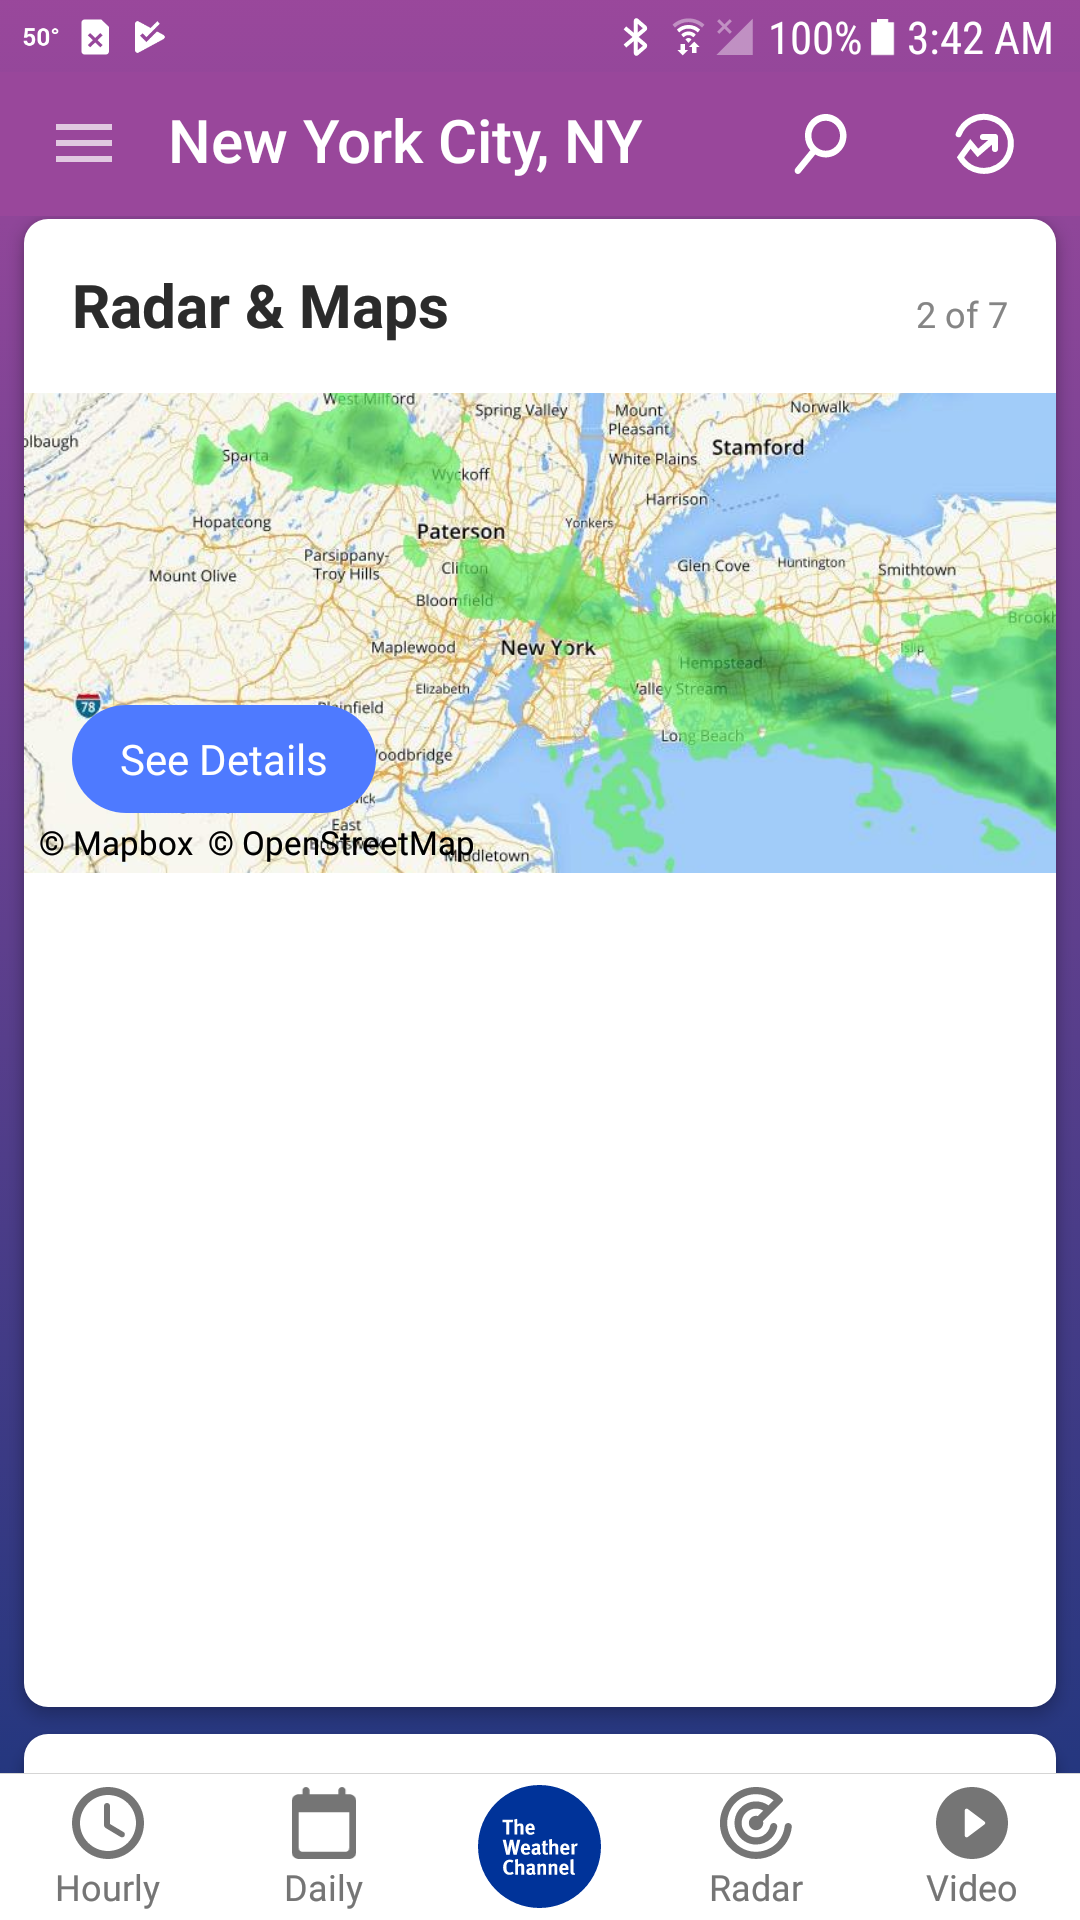 50°
100% 3:42 AM
New York City, NY
Radar & Maps
2 of 7
West Milford
Spring Valley
Mount
Pleasant
Norwalk
olbaugh
Sparta
Wyckoff
White Plains
Stamford
Harrison
Hopatcong
Paterson
Yonkers
Parsippany-
Troy Hills
Clifton
Glen Cove
Huntington
Smithtown
Mount Olive
Bloomfield
Brookh
Maplewood
New York
Islip
Hempstead
Elizabeth
Valley Stream
78
Plainfield
Long Beach
See Details
oodbridge
ick
East
Brunswick
© Mapbox © OpenStreetMap
Middletown
Hourly
Daily
The
Weather
Channel
Radar
Video